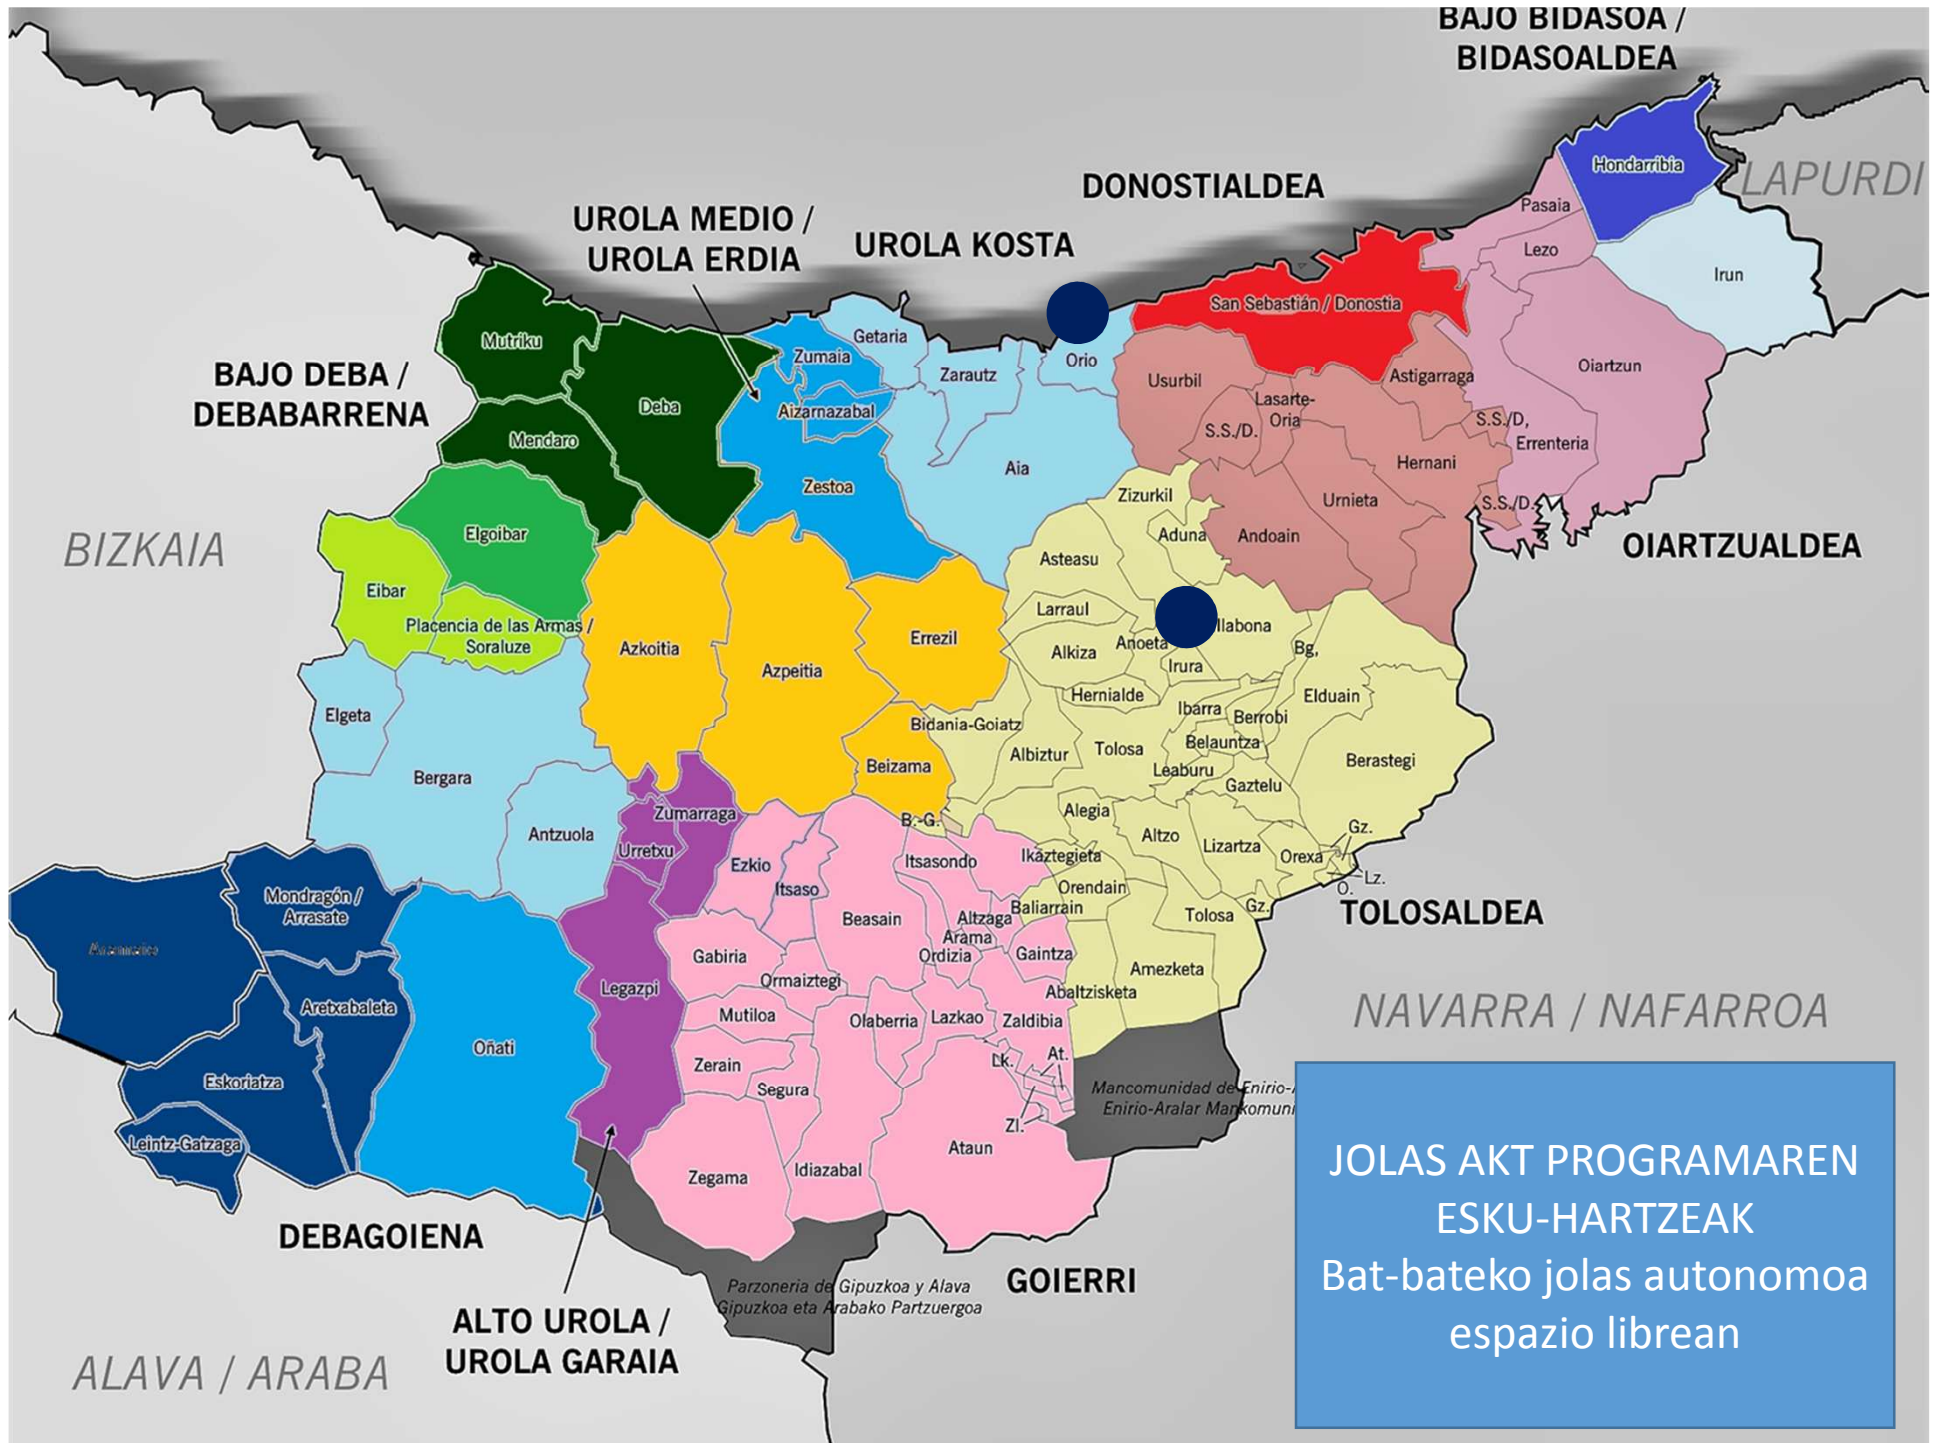 BAJO BIDASOA /
BIDASOALDEA
Hondarribia
LAPURDI
DONOSTIALDEA
Pasaia
UROLA MEDIO /
UROLA ERDIA
UROLA KOSTA
Lezo
Irun
San Sebastián / Donostia
Mutriku
Getaria
Zumaia
Zarautz
Orio
Usurbil
Astigarraga
Oiartzun
BAJO DEBA /
DEBABARRENA
Deba
Aizarnazabal
Lasarte-
Oria
S.S./D.
S.S./D,
Errenteria
Mendaro
Aia
Hernani
Zestoa
Zizurkil
Urnieta
S.S./D.
BIZKAIA
Elgoibar
Aduna
Andoain
OIARTZUALDEA
Asteasu
Eibar
Larraul
Placencia de las Armas /
Soraluze
Azkoitia
Errezil
Anoeta
llabona
Alkiza
Bg,
Irura
Azpeitia
Hernialde
Elduain
Elgeta
Ibarra
Berrobi
Bidania-Goiatz
Belauntza
Albiztur
Tolosa
Berastegi
Beizama
Leaburu
Bergara
Gaztelu
Zumarraga
Alegia
B.-G.
Antzuola
Altzo
Gz.
Urretxu
Lizartza
Ezkio
Itsasondo
Ikaztegieta
Orexa
Itsaso
Lz.
O.
Mondragón /
Arrasate
Orendain
Baliarrain
Gz.
TOLOSALDEA
Beasain
Altzaga
Tolosa
Arama
Gabiria
Ordizia
Gaintza
Ormaiztegi
Amezketa
Legazpi
Abaltzisketa
Aretxabaleta
Mutiloa
Olaberria
Lazkao
Zaldibia
NAVARRA / NAFARROA
Oñati
Zerain
Lk.
At.
Eskoriatza
Segura
Mancomunidad de Enirio-
Enirio-Aralar Mankomuni
Zl.
Leintz-Gatzaga
Ataun
Idiazabal
Zegama
DEBAGOIENA
GOIERRI
Parzoneria de Gipuzkoa y Alava
Gipuzkoa eta Arabako Partzuergoa
ALTO UROLA /
UROLA GARAIA
ALAVA / ARABA
JOLAS AKT PROGRAMAREN
ESKU-HARTZEAK
Bat-bateko jolas autonomoa
espazio librean